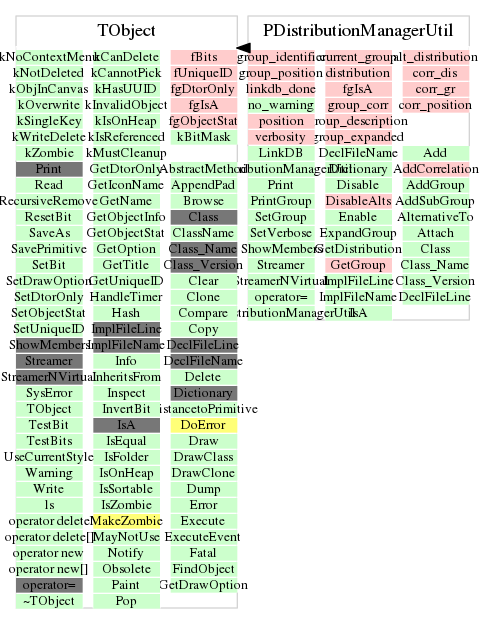 TObject
kNoContextMenu kCanDelete fBits
kNotDeleted kCannotPick fUniqueID
kObjInCanvas kHasUUID fgDtorOnly
kOverwrite kInvalidObject fgIsA
kSingleKey kIsOnHeap fgObjectStat
kWriteDelete kIsReferenced kBitMask
kZombie kMustCleanup
Print GetDtorOnly AbstractMethod
Read GetIconName AppendPad
RecursiveRemove GetName Browse
ResetBit GetObjectInfo Class
SaveAs GetObjectStat ClassName
SavePrimitive GetOption Class_Name
SetBit GetTitle Class_Version
SetDrawOption GetUniqueID Clear
SetDtorOnly HandleTimer Clone
SetObjectStat Hash Compare
SetUniqueID ImplFileLine Copy
ShowMembers ImplFileName DeclFileLine
Streamer Info DeclFileName
StreamerNVirtual InheritsFrom Delete
SysError Inspect Dictionary
TObject InvertBit DistancetoPrimitive
TestBit IsA DoError
TestBits IsEqual Draw
UseCurrentStyle IsFolder DrawClass
Warning IsOnHeap DrawClone
Write IsSortable Dump
ls IsZombie Error
operator delete MakeZombie Execute
operator delete[] MayNotUse ExecuteEvent
operator new Notify Fatal
operator new[] Obsolete FindObject
operator= Paint GetDrawOption
~TObject Pop
PDistributionManagerUtil
group_identifier current_group
group_position distribution corr_dis
linkdb_done fgIsA corr_gr
no_warning group_corr corr_position
position group_description
verbosity group_expanded
LinkDB DeclFileName Add
PDistributionManagerUtil Dictionary AddCorrelation
Print Disable AddGroup
PrintGroup DisableAlts AddSubGroup
SetGroup Enable AlternativeTo
SetVerbose ExpandGroup Attach
ShowMembers GetDistribution Class
Streamer GetGroup Class_Name
StreamerNVirtual ImplFileLine Class_Version
operator= ImplFileName DeclFileLine
~PDistributionManagerUtil IsA